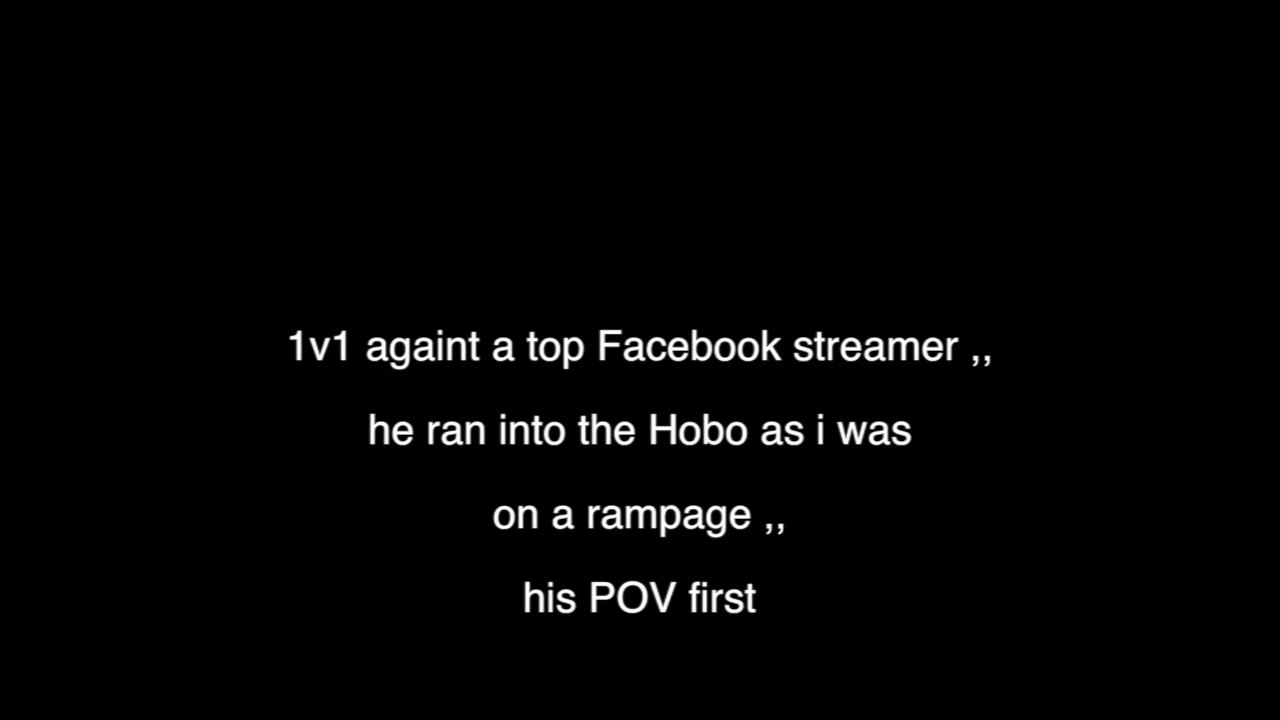 1v1 againt a top Facebook streamer ,,
he ran into the Hobo as i was
on a rampage ,,
his POV first